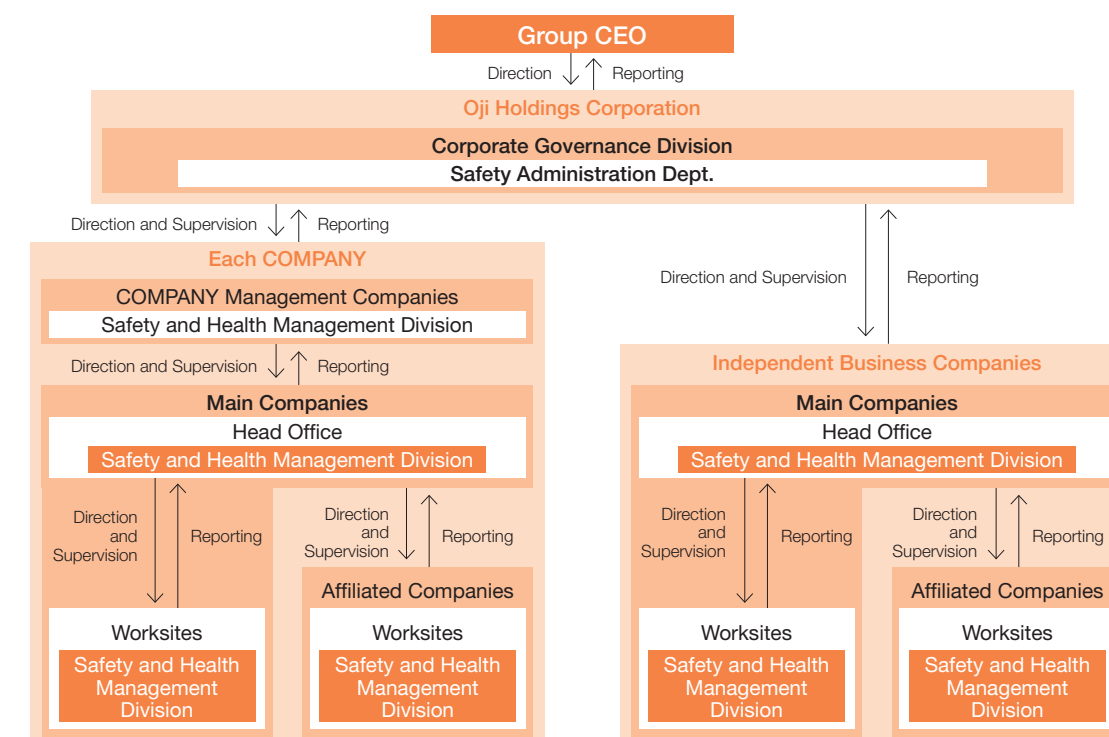 Group CEO
Direction
Reporting
Oji Holdings Corporation
Corporate Governance Division
Safety Administration Dept.
Direction and Supervision
Reporting
Direction and Supervision
Reporting
Each COMPANY
COMPANY Management Companies
Safety and Health Management Division
Direction and Supervision
Reporting
Main Companies
Head Office
Safety and Health Management Division
Direction
and
Supervision
Reporting
Direction
and
Supervision
Reporting
Worksites
Safety and Health
Management
Division
Affiliated Companies
Worksites
Safety and Health
Management
Division
Independent Business Companies
Main Companies
Head Office
Safety and Health Management Division
Direction
and
Supervision
Reporting
Direction
and
Supervision
Reporting
Worksites
Safety and Health
Management
Division
Affiliated Companies
Worksites
Safety and Health
Management
Division